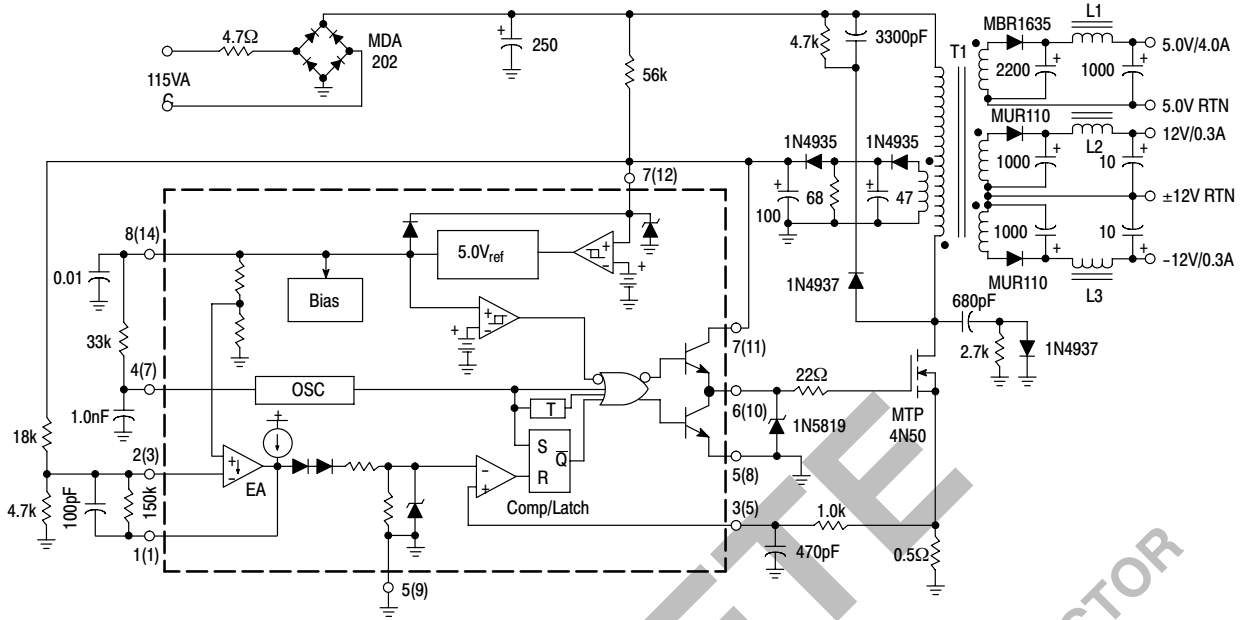 4.7Ω
MDA
202
115VA
C
+
250
56k
4.7k
3300pF
T1
MBR1635
L1
5.0V/4.0A
2200
+
1000
+
5.0V RTN
MUR110
12V/0.3A
L2
1000
+
10
+
±12V RTN
1000
+
10
+
MUR110
L3
–12V/0.3A
1N4935
1N4935
+
100
68
+
47
7(12)
8(14)
0.01
5.0Vref
+
–
+
Bias
+
–
+
1N4937
680pF
2.7k
1N4937
33k
4(7)
OSC
1.0nF
T
7(11)
22Ω
6(10)
1N5819
MTP
4N50
5(8)
18k
2(3)
4.7k
100pF
150k
+
–
EA
S
R
Q
–
+
Comp/Latch
1(1)
3(5)
1.0k
470pF
0.5Ω
5(9)